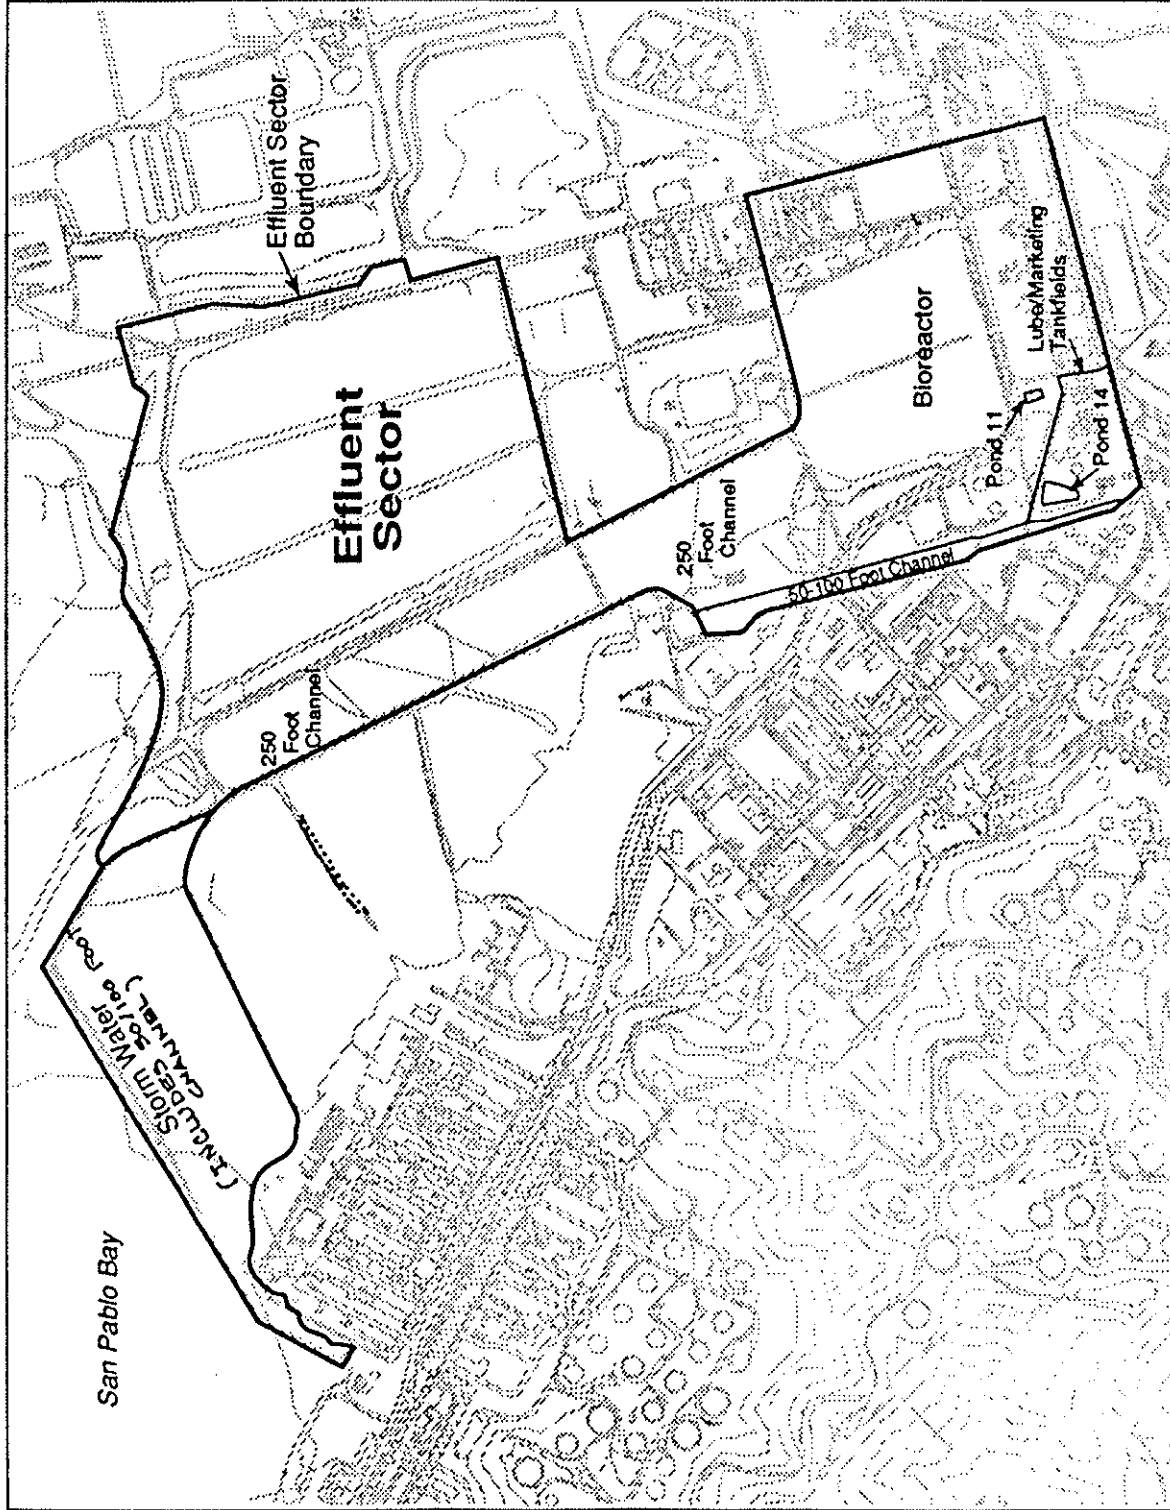 San Pablo Bay
Storm Water
(INCLUDES 50/100 FOOT
CHANNEL)
250
Foot
Channel
Effluent
Sector
Effluent Sector
Boundary
250
Foot
Channel
50-100 Foot Channel
Bioreactor
Pond 11
Lube/Marketing
Tankfields
Pond 14